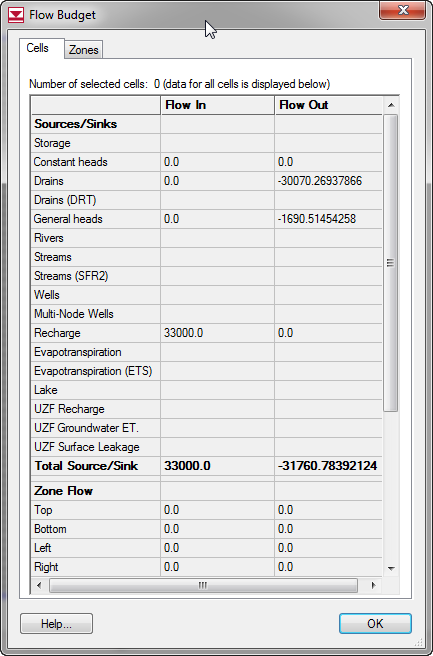 Flow Budget
Cells Zones
Number of selected cells: 0 (data for all cells is displayed below)
Flow In Flow Out
Sources/Sinks
Storage
Constant heads 0.0 0.0
Drains 0.0 -30070.26937866
Drains (DRT)
General heads 0.0 -1690.51454258
Rivers
Streams
Streams (SFR2)
Wells
Multi-Node Wells
Recharge 33000.0 0.0
Evapotranspiration
Evapotranspiration (ETS)
Lake
UZF Recharge
UZF Groundwater ET.
UZF Surface Leakage
Total Source/Sink 33000.0 -31760.78392124
Zone Flow
Top 0.0 0.0
Bottom 0.0 0.0
Left 0.0 0.0
Right 0.0 0.0
Help... OK